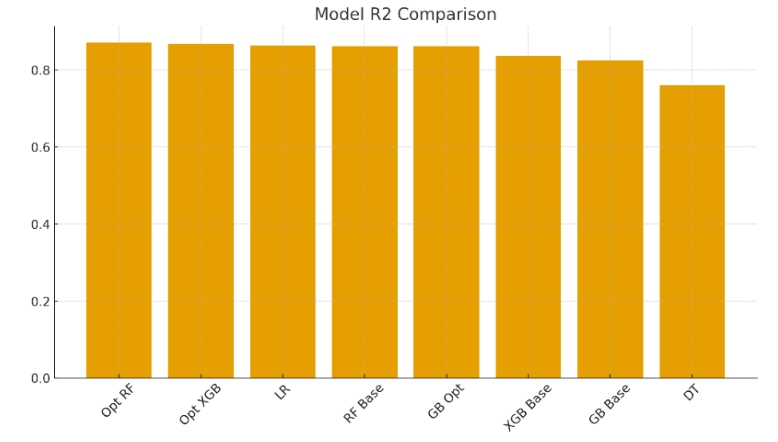 Model R2 Comparison
0.8
0.6
0.4
0.2
0.0
Opt RF
Opt XGB
LR
RF Base
GB Opt
XGB Base
GB Base
DT